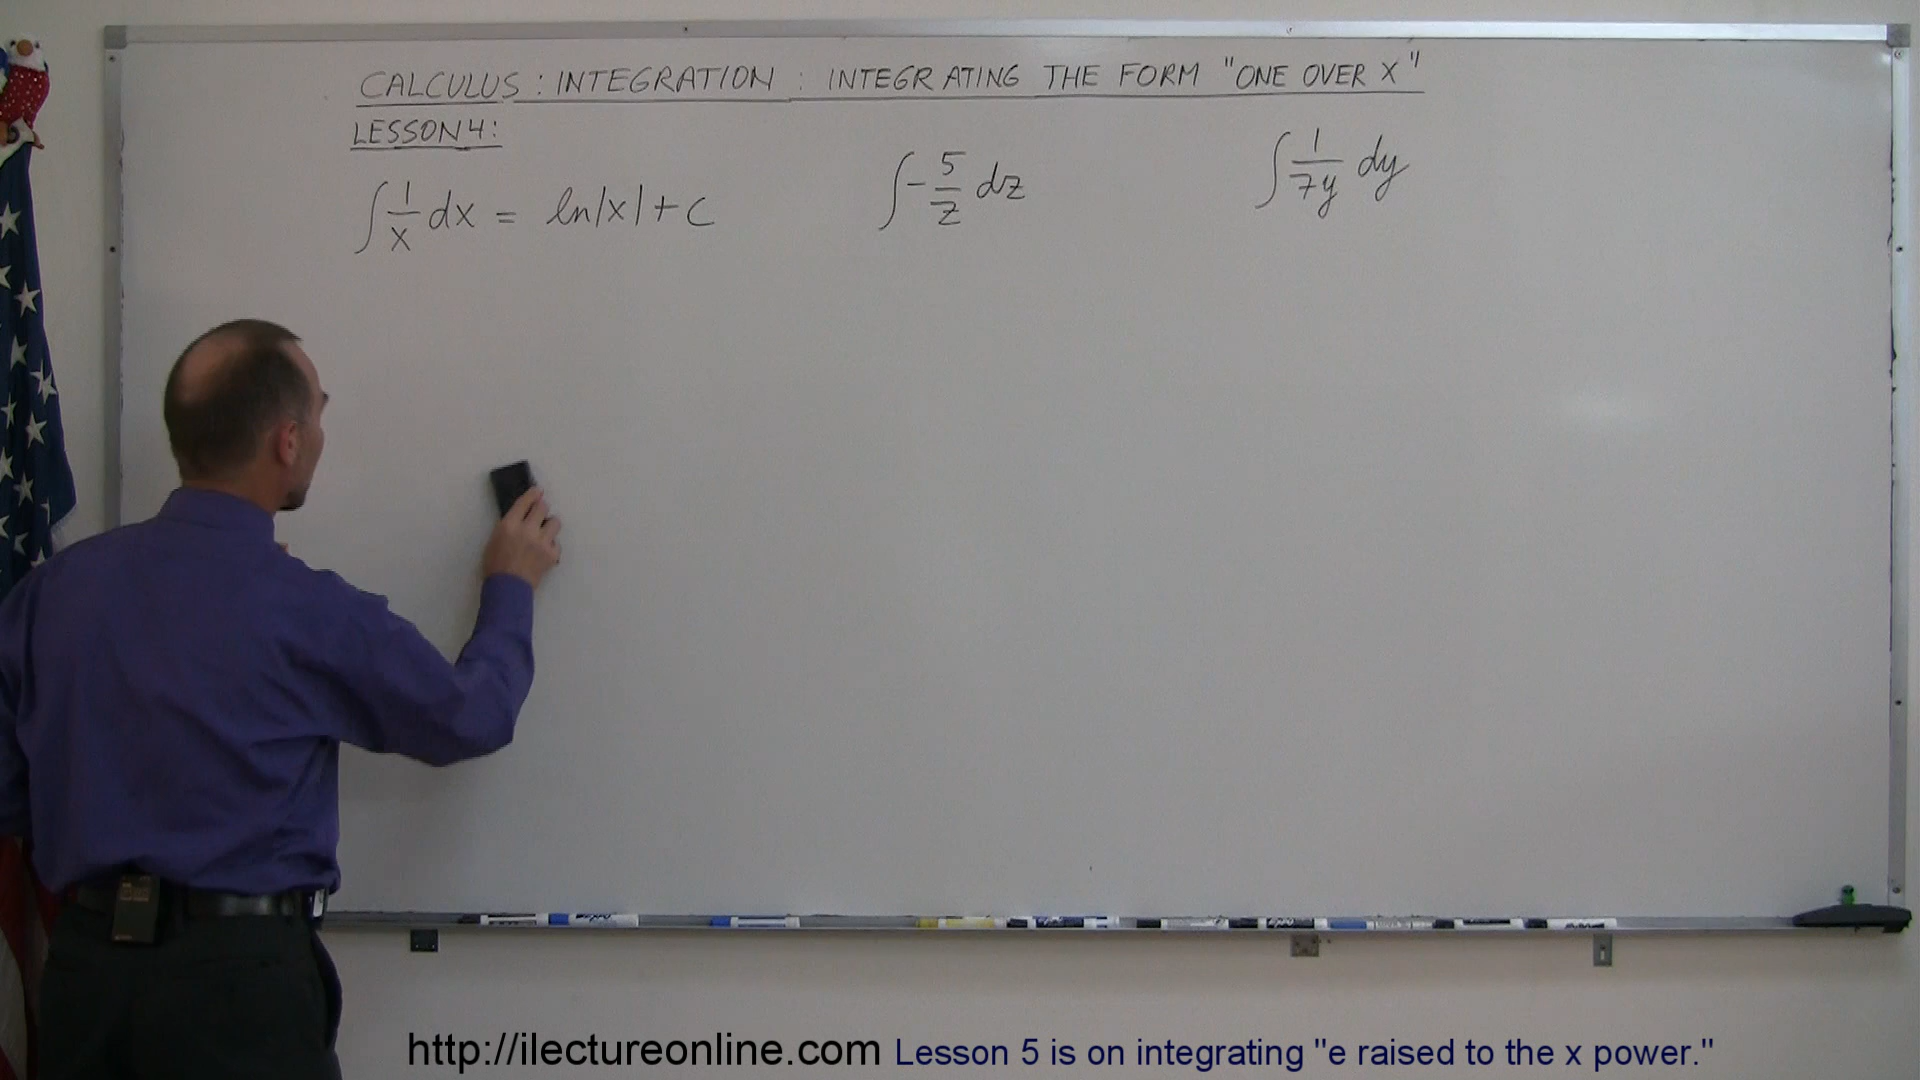 CALCULUS : INTEGRATION : INTEGRATING THE FORM "ONE OVER X"
LESSON 4:
∫ 1/x dx = ln|x| + c
∫ - 5/z dz
∫ 1/7y dy
http://ilectureonline.com Lesson 5 is on integrating "e raised to the x power."